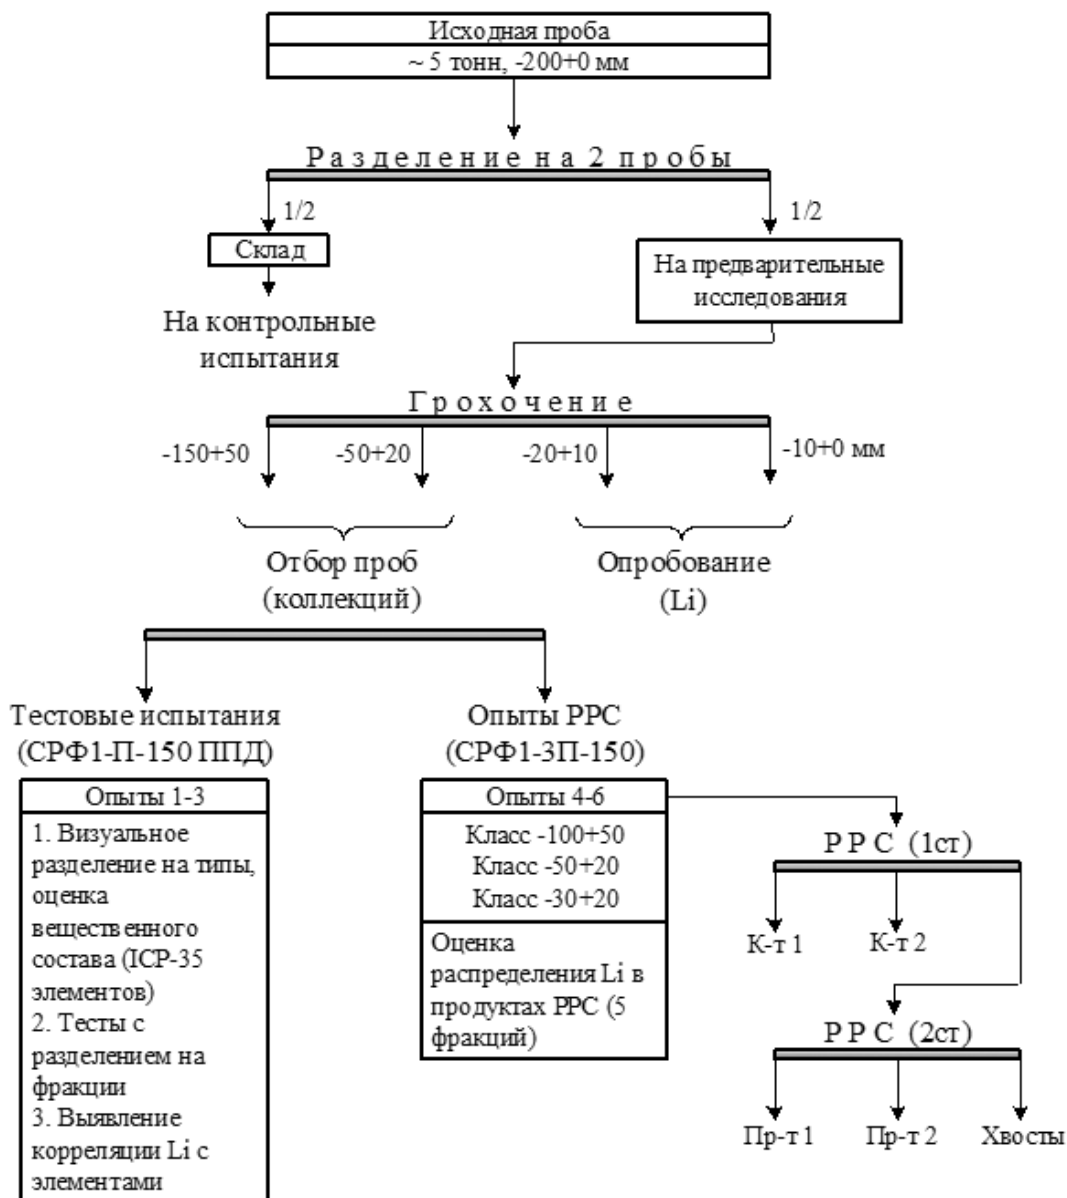 Исходная проба
~ 5 тонн, -200+0 мм
Разделение на 2 пробы
1/2
1/2
Склад
На предварительные
исследования
На контрольные
испытания
Грохочение
-150+50
-50+20
-20+10
-10+0 мм
Отбор проб
(коллекций)
Опробование
(Li)
Тестовые испытания
(СРФ1-П-150 ППД)
Опыты 1-3
1. Визуальное
разделение на типы,
оценка
вещественного
состава (ICP-35
элементов)
2. Тесты с
разделением на
фракции
3. Выявление
корреляции Li с
элементами
Опыты РРС
(СРФ1-3П-150)
Опыты 4-6
Класс -100+50
Класс -50+20
Класс -30+20
Оценка
распределения Li в
продуктах РРС (5
фракций)
РРС (1ст)
К-т 1
К-т 2
РРС (2ст)
Пр-т 1
Пр-т 2
Хвосты